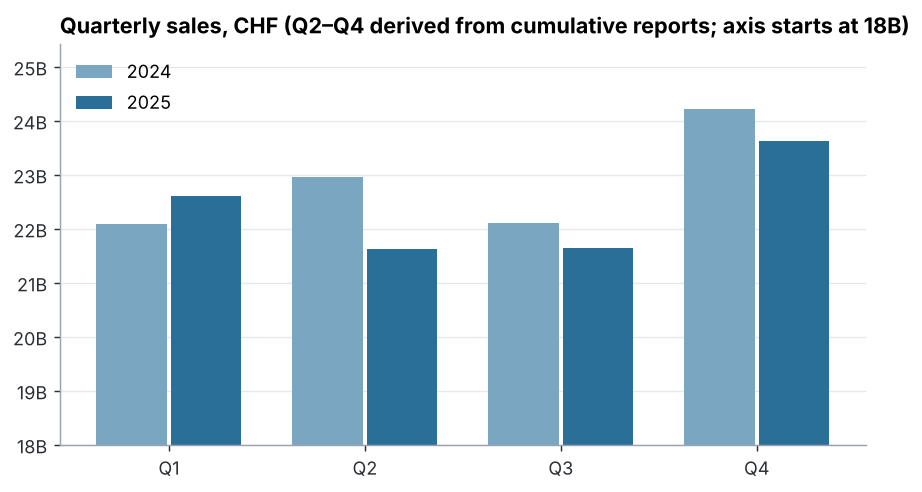 Quarterly sales, CHF (Q2–Q4 derived from cumulative reports; axis starts at 18B)
2024
2025
25B
24B
23B
22B
21B
20B
19B
18B
Q1
Q2
Q3
Q4